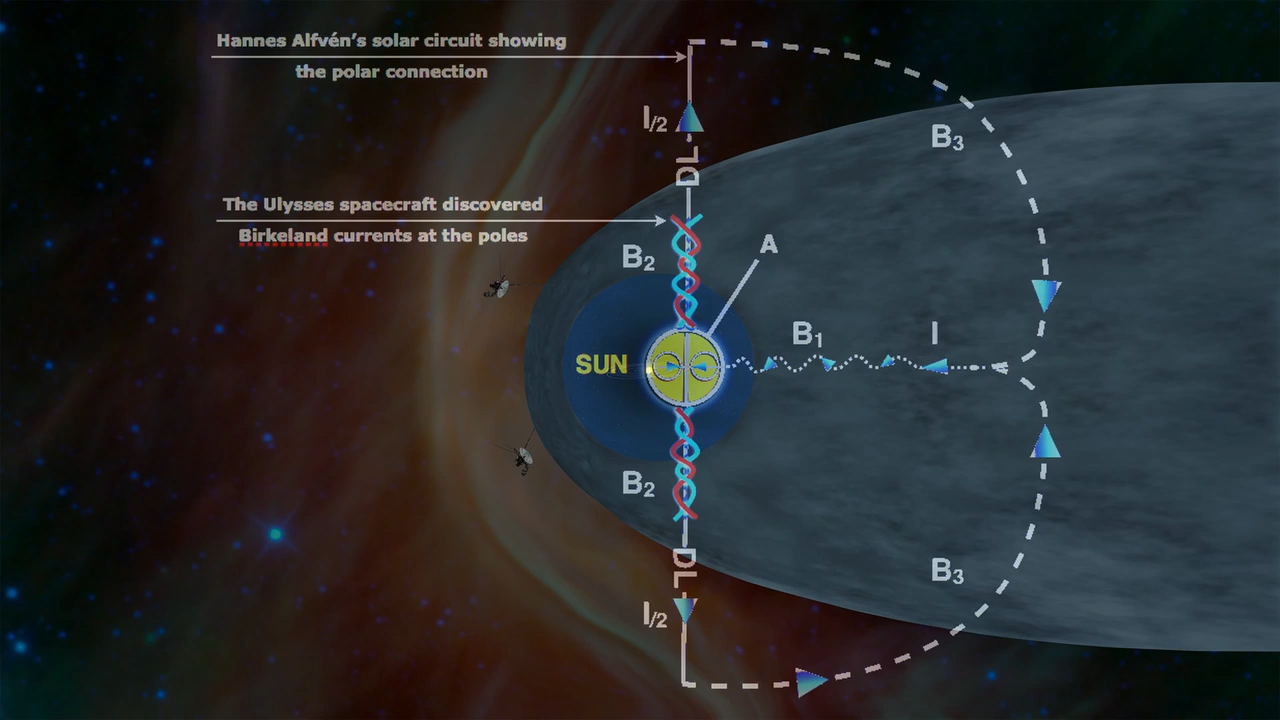 Hannes Alfvén's solar circuit showing
the polar connection
I/2
B3
DL
The Ulysses spacecraft discovered
Birkeland currents at the poles
B2
A
B1
I
SUN
B2
DL
B3
I/2